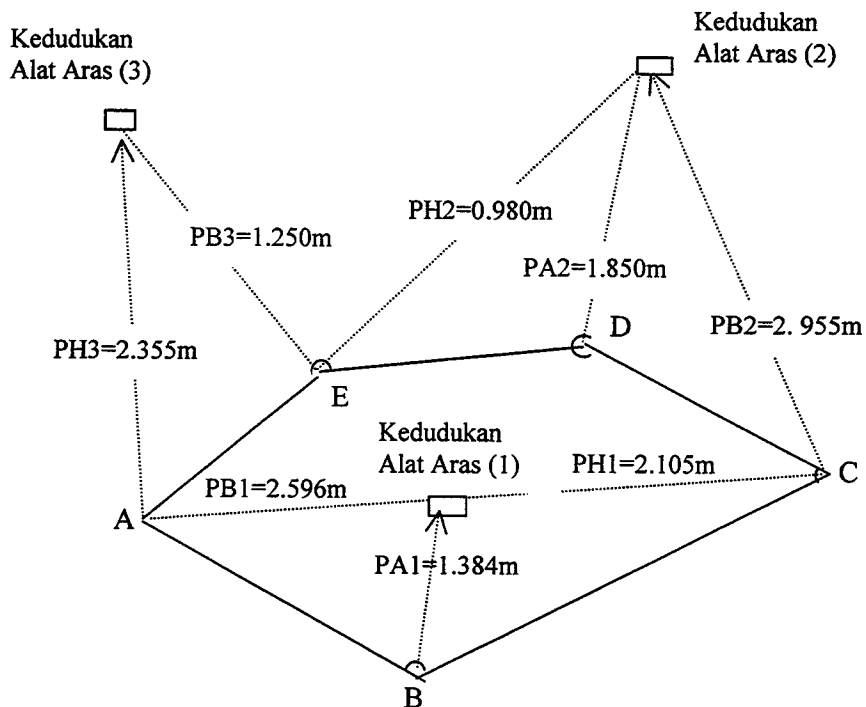 Kedudukan
Alat Aras (3)
Kedudukan
Alat Aras (2)
PH2=0.980m
PB3=1.250m
PA2=1.850m
D
PB2=2. 955m
PH3=2.355m
E
Kedudukan
Alat Aras (1)
PH1=2.105m
PB1=2.596m
C
A
PA1=1.384m
B